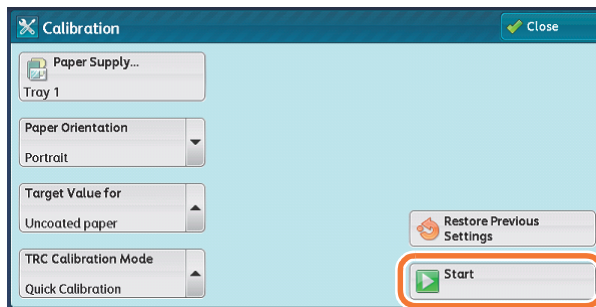 Calibration
Close
Paper Supply...
Tray 1
Paper Orientation
Portrait
Target Value for
Uncoated paper
TRC Calibration Mode
Quick Calibration
Restore Previous
Settings
Start